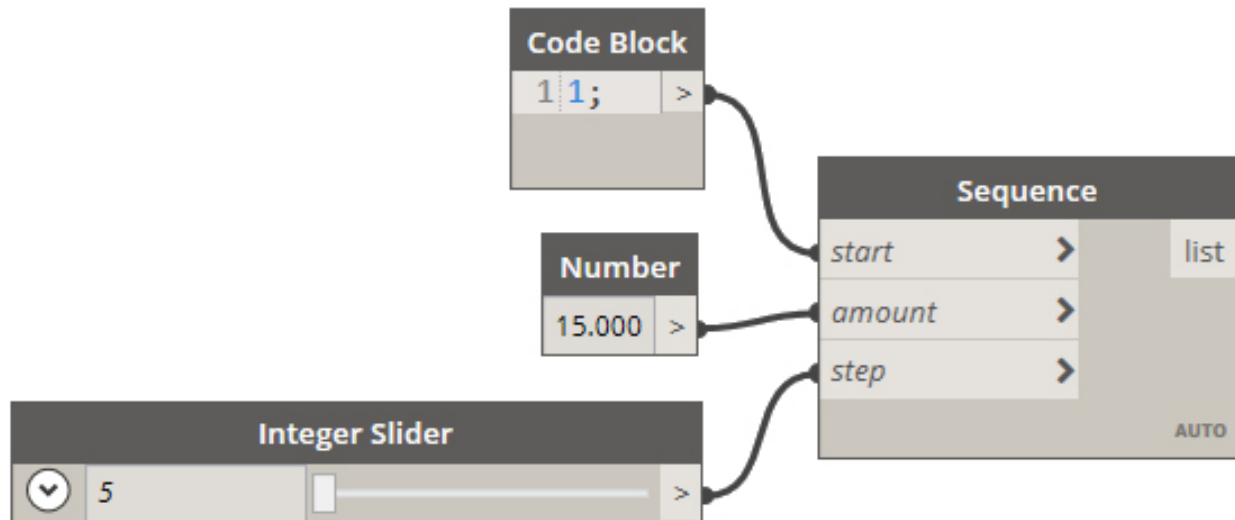 Code Block
1 1; >
Sequence
start > list
Number
amount >
15.000 >
step >
AUTO
Integer Slider
5 >